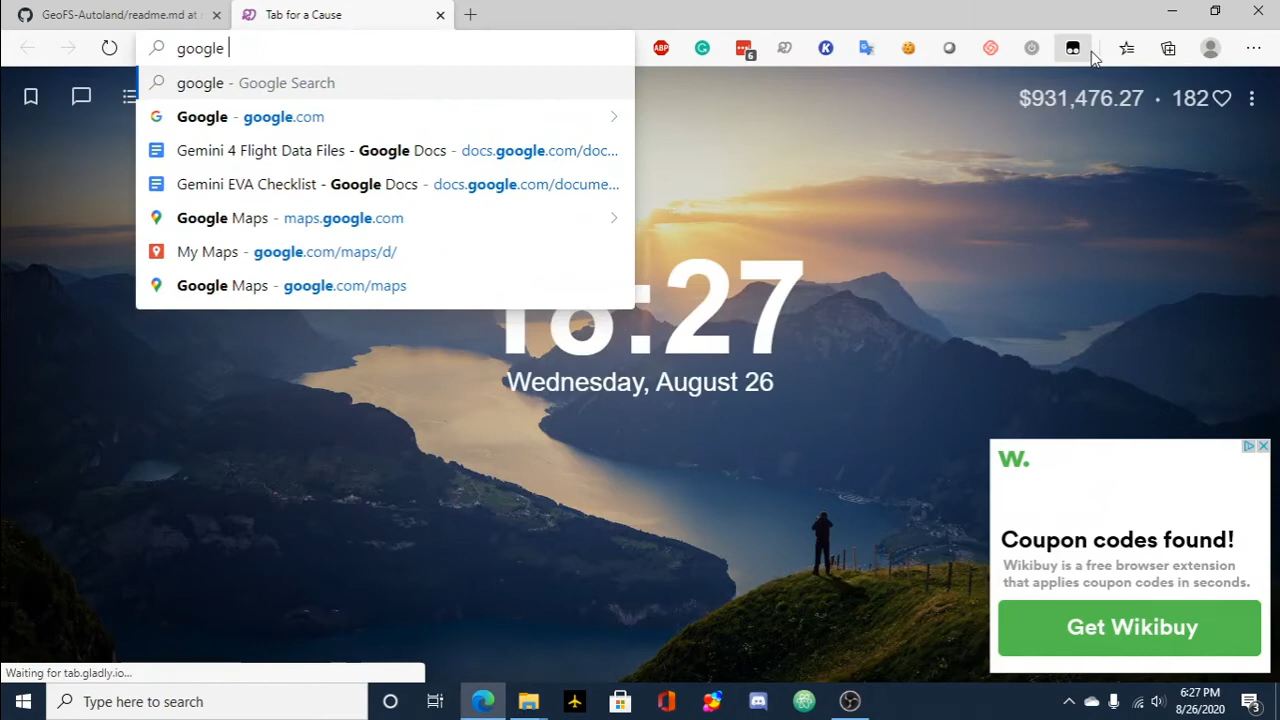 GeoFS-Autoland/readme.md at
Tab for a Cause
google
ABP
6
google - Google Search
Google - google.com
Gemini 4 Flight Data Files - Google Docs - docs.google.com/doc...
Gemini EVA Checklist - Google Docs - docs.google.com/docume...
Google Maps - maps.google.com
My Maps - google.com/maps/d/
Google Maps - google.com/maps
$931,476.27 · 182
18:27
Wednesday, August 26
W.
Coupon codes found!
Wikibuy is a free browser extension
that applies coupon codes in seconds.
Get Wikibuy
Waiting for tab.gladly.io...
Type here to search
6:27 PM
8/26/2020
3